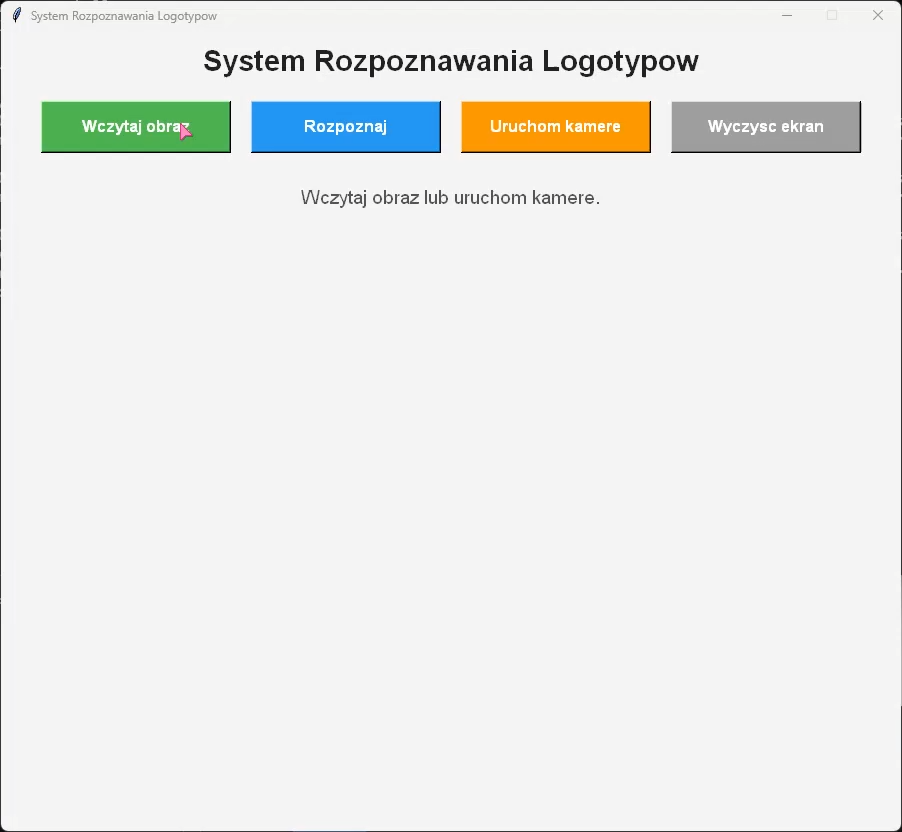 System Rozpoznawania Logotypow
System Rozpoznawania Logotypow
Wczytaj obraz
Rozpoznaj
Uruchom kamere
Wyczysc ekran
Wczytaj obraz lub uruchom kamere.